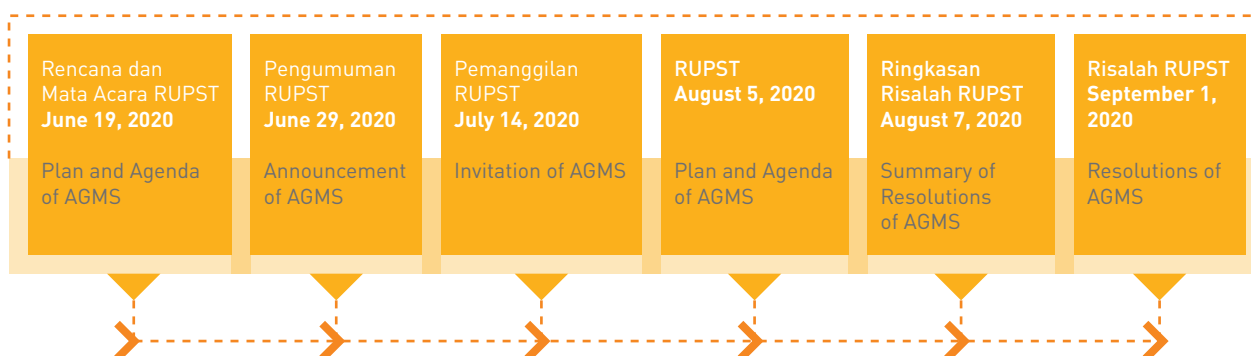 Rencana dan
Mata Acara RUPST
June 19, 2020
Plan and Agenda
of AGMS
Pengumuman
RUPST
June 29, 2020
Announcement
of AGMS
Pemanggilan
RUPST
July 14, 2020
Invitation of AGMS
RUPST
August 5, 2020
Plan and Agenda
of AGMS
Ringkasan
Risalah RUPST
August 7, 2020
Summary of
Resolutions
of AGMS
Risalah RUPST
September 1,
2020
Resolutions of
AGMS